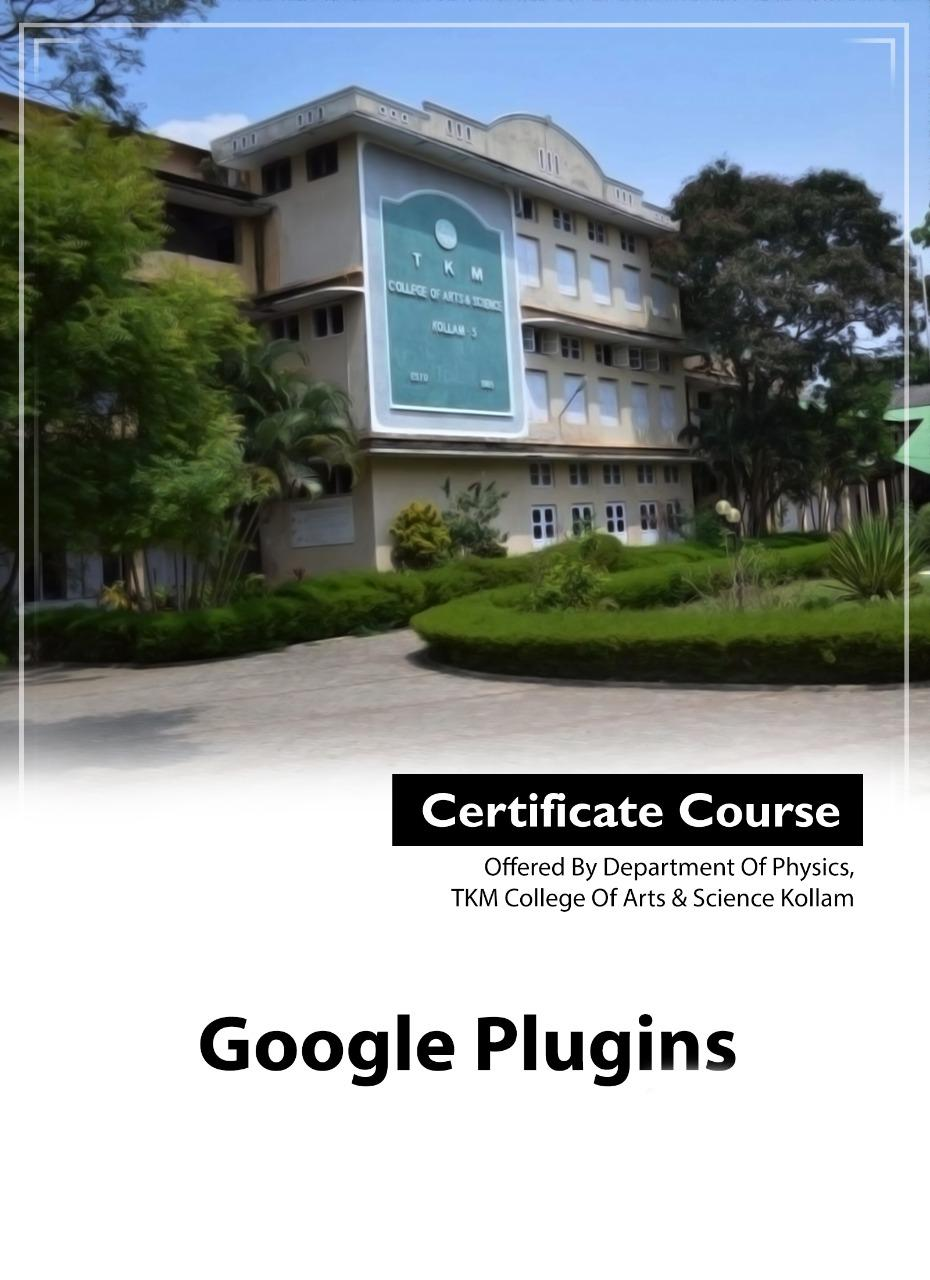 T K M
COLLEGE OF ARTS & SCIENCE
KOLLAM - 5
ESTD
Certificate Course
Offered By Department Of Physics,
TKM College Of Arts & Science Kollam
Google Plugins